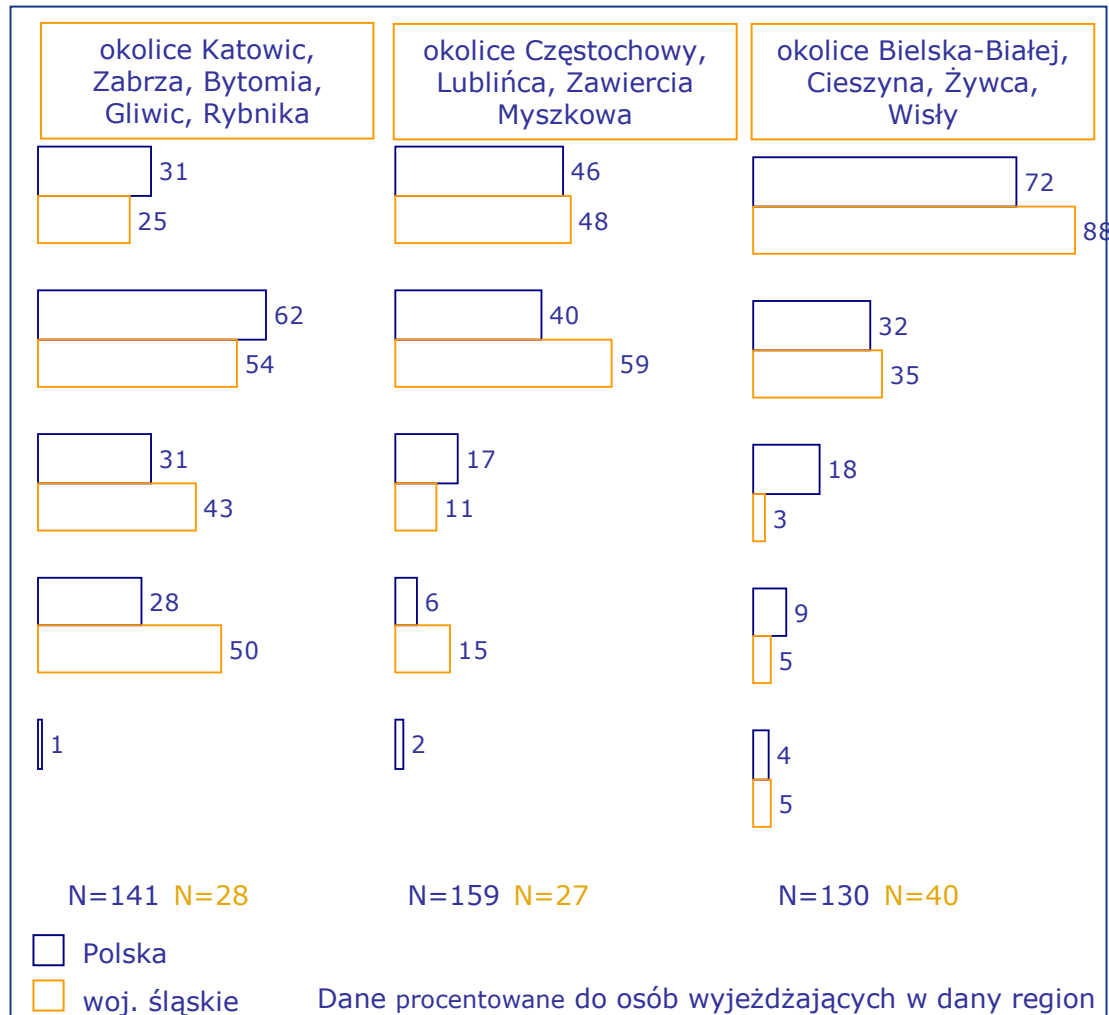 okolice Katowic,
Zabrza, Bytomia,
Gliwic, Rybnika
okolice Częstochowy,
Lublińca, Zawiercia
Myszkowa
okolice Bielska-Białej,
Cieszyna, Żywca,
Wisły
31
25
62
54
31
43
28
50
1
46
48
40
59
17
11
6
15
2
72
88
32
35
18
3
9
5
4
5
N=141 N=28
N=159 N=27
N=130 N=40
Polska
woj. śląskie
Dane procentowane do osób wyjeżdżających w dany region